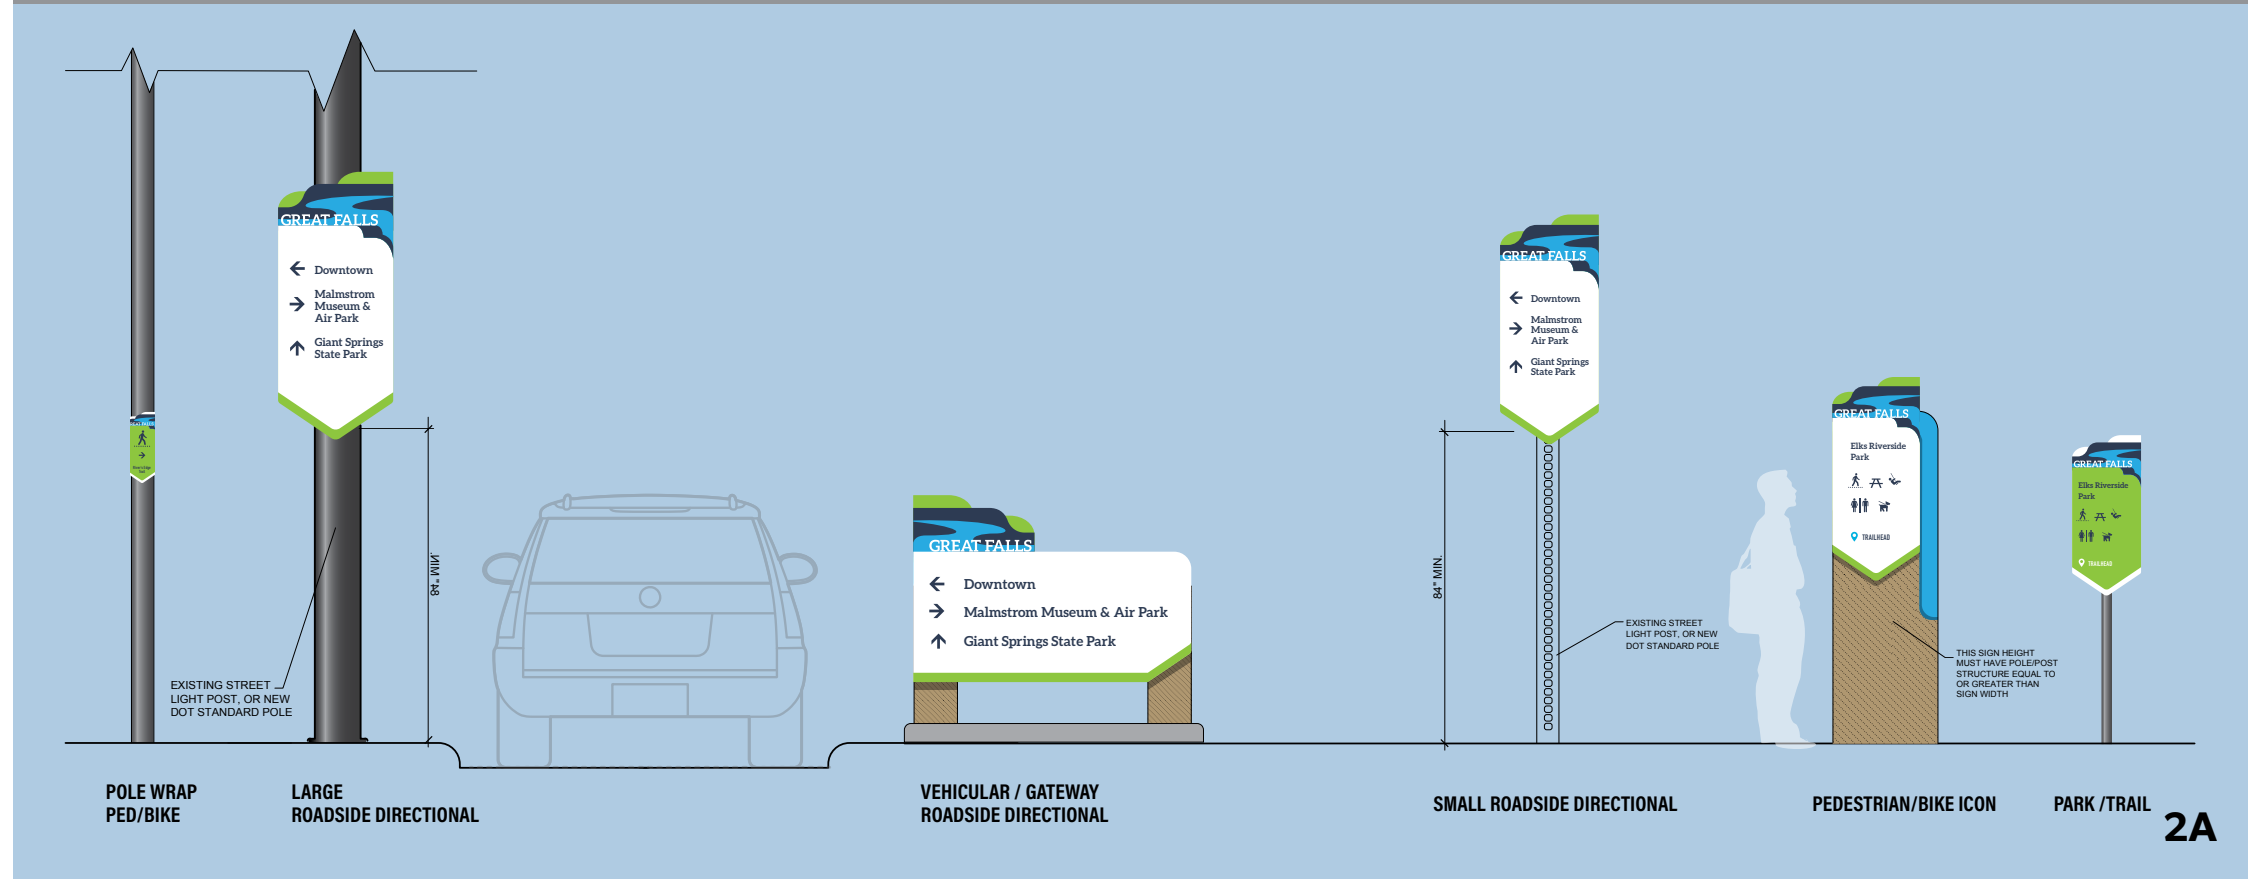 GREAT FALLS
Downtown
Malmstrom
Museum &
Air Park
Giant Springs
State Park
84" MIN.
EXISTING STREET
LIGHT POST, OR NEW
DOT STANDARD POLE
POLE WRAP
PED/BIKE
LARGE
ROADSIDE DIRECTIONAL
GREAT FALLS
Downtown
Malmstrom Museum & Air Park
Giant Springs State Park
VEHICULAR / GATEWAY
ROADSIDE DIRECTIONAL
GREAT FALLS
Downtown
Malmstrom
Museum &
Air Park
Giant Springs
State Park
84" MIN.
EXISTING STREET
LIGHT POST, OR NEW
DOT STANDARD POLE
SMALL ROADSIDE DIRECTIONAL
GREAT FALLS
Elks Riverside
Park
TRAILHEAD
THIS SIGN HEIGHT
MUST HAVE POLE/POST
STRUCTURE EQUAL TO
OR GREATER THAN
SIGN WIDTH
PEDESTRIAN/BIKE ICON
GREAT FALLS
Elks Riverside
Park
TRAILHEAD
PARK /TRAIL
2A